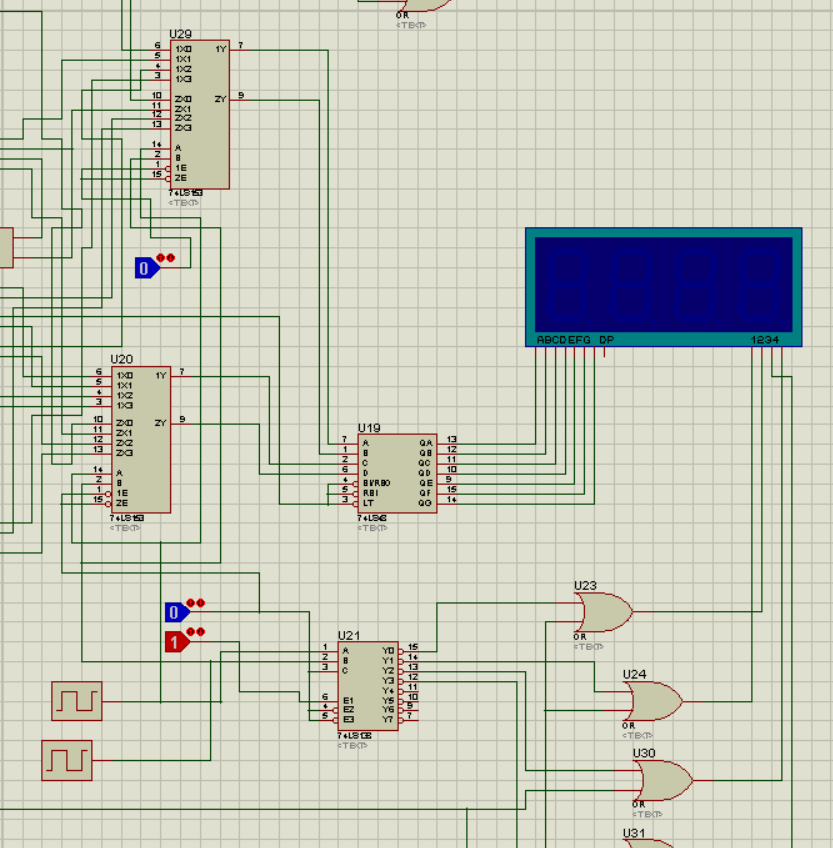 OR
<TEXT>
U29
6 1X0 1Y 7
5 1X1
4 1X2
3 1X3
10 2X0 2Y 9
11 2X1
12 2X2
13 2X3
14 A
2 B
1 1E
15 2E
74LS153
<TEXT>
0
ABCDEFG DP 1234
U20
6 1X0 1Y 7
5 1X1
4 1X2
3 1X3
10 2X0 2Y 9
11 2X1
12 2X2
13 2X3
14 A
2 B
1 1E
15 2E
74LS153
<TEXT>
U19
7 A QA 13
1 B QB 12
2 C QC 11
6 D QD 10
4 BI/RBO QE 9
5 RBI QF 15
3 LT QG 14
74LS48
<TEXT>
0
1
U21
1 A Y0 15
2 B Y1 14
3 C Y2 13
Y3 12
Y4 11
6 E1 Y5 10
4 E2 Y6 9
5 E3 Y7 7
74LS138
<TEXT>
U23
OR
<TEXT>
U24
OR
<TEXT>
U30
OR
<TEXT>
U31